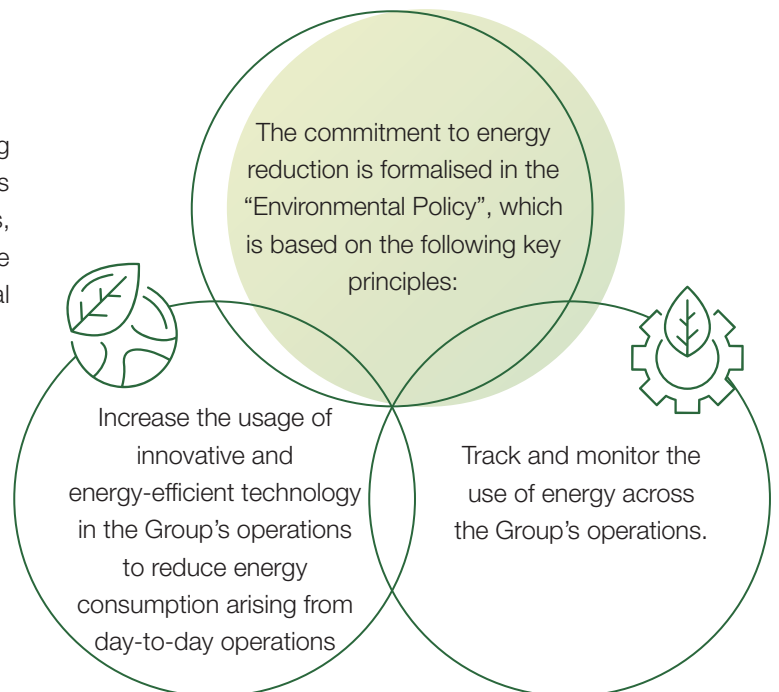 The commitment to energy
reduction is formalised in the
“Environmental Policy”, which
is based on the following key
principles:
Increase the usage of
innovative and
energy-efficient technology
in the Group’s operations
to reduce energy
consumption arising from
day-to-day operations
Track and monitor the
use of energy across
the Group’s operations.